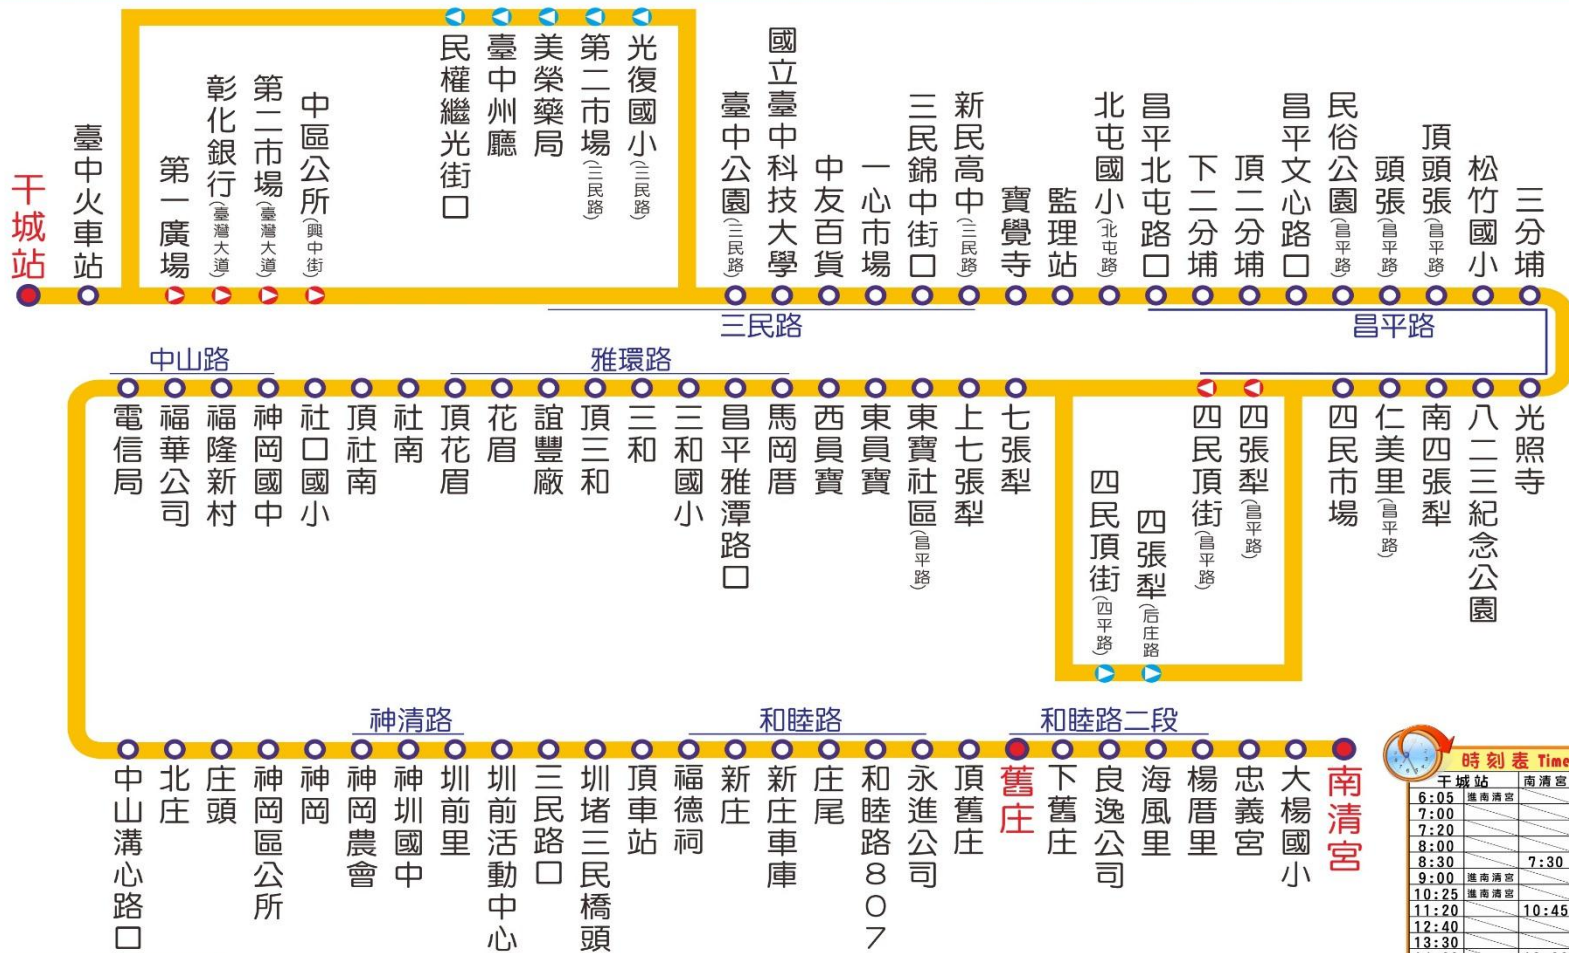 干城站
臺中火車站
第一廣場
彰化銀行(臺灣大道)
第二市場(臺灣大道)
中區公所(興中街)
民權繼光街口
臺中州廳
美榮藥局
第二市場(三民路)
光復國小(三民路)
臺中公園(三民路)
國立臺中科技大學
中友百貨
一心市場
三民錦中街口
新民高中(三民路)
寶覺寺
監理站
北屯國小(北屯路)
昌平北屯路口
下二分埔
頂二分埔
昌平文心路口
民俗公園(昌平路)
頭張(昌平路)
頂頭張(昌平路)
松竹國小
三分埔
三民路
昌平路
中山路
雅環路
電信局
福華公司
福隆新村
神岡國中
社口國小
頂社南
社南
頂花眉
花眉
誼豐廠
頂三和
三和
三和國小
昌平雅潭路口
馬岡厝
西員寶
東員寶
東寶社區(昌平路)
上七張犁
七張犁
四民頂街(四平路)
四張犁(后庄路)
四民頂街(昌平路)
四張犁(昌平路)
四民市場
仁美里(昌平路)
南四張犁
八二三紀念公園
光照寺
神清路
和睦路
和睦路二段
中山溝心路口
北庄
庄頭
神岡區公所
神岡
神岡農會
神圳國中
圳前里
圳前活動中心
三民路口
圳堵三民橋頭
頂車站
福德祠
新庄
新庄車庫
庄尾
和睦路807
永進公司
頂舊庄
舊庄
下舊庄
良逸公司
海風里
楊厝里
忠義宮
大楊國小
南清宮
時刻表 Time
干城站 南清宮
6:05 進南清宮
7:00
7:20
8:00
8:30 7:30
9:00 進南清宮
10:25 進南清宮
11:20 10:45
12:40
13:30